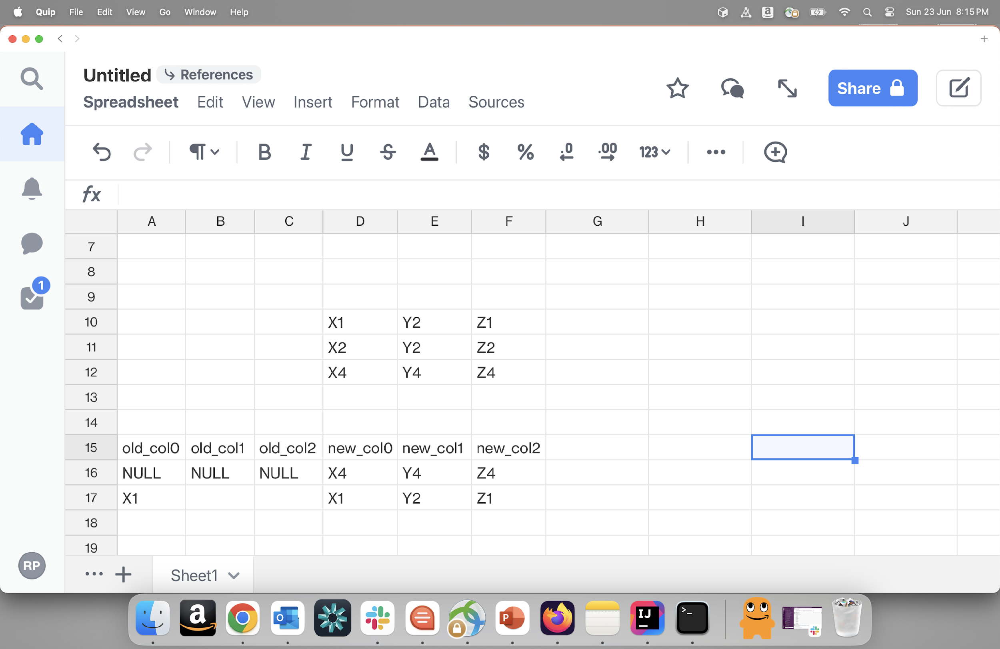 Quip File Edit View Go Window Help Sun 23 Jun 8:15 PM
Untitled References
Spreadsheet Edit View Insert Format Data Sources
Share
B I U S A $ % .0 .00 123
fx
A B C D E F G H I J
7
8
9
10 X1 Y2 Z1
11 X2 Y2 Z2
12 X4 Y4 Z4
13
14
15 old_col0 old_col1 old_col2 new_col0 new_col1 new_col2
16 NULL NULL NULL X4 Y4 Z4
17 X1 X1 Y2 Z1
18
19
1
RP
Sheet1
a O P IJ >_